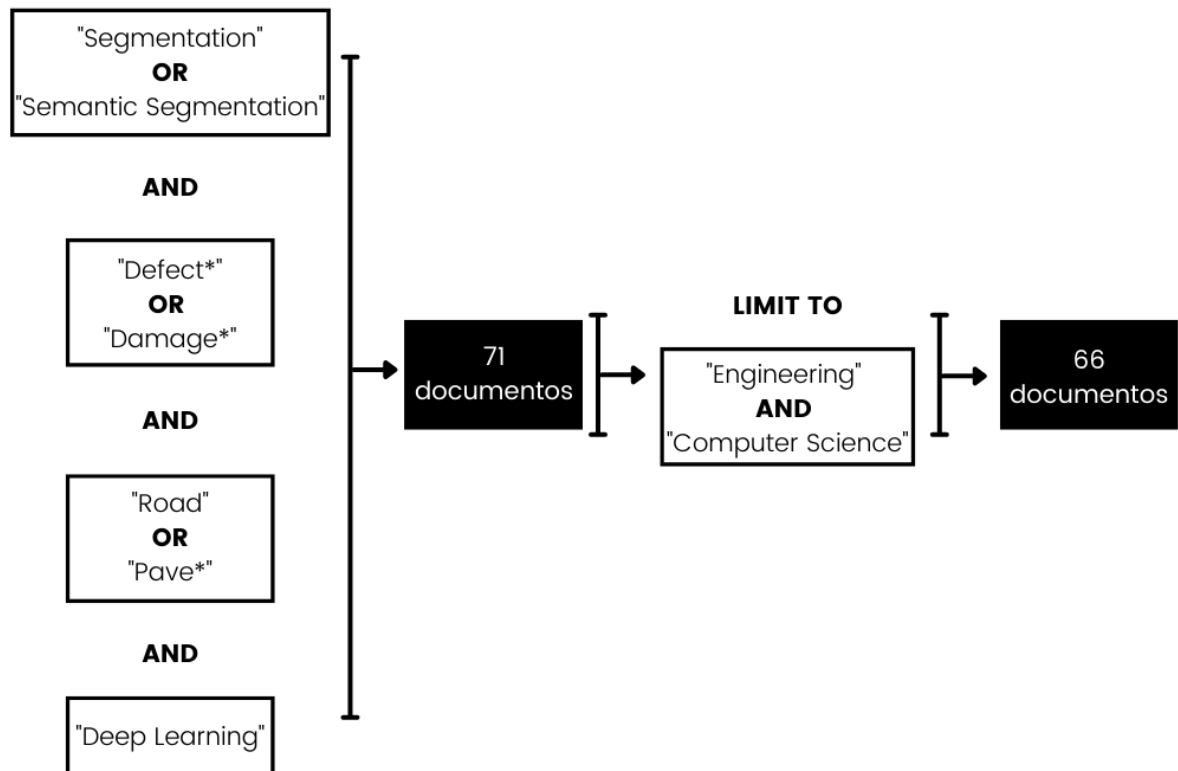 "Segmentation"
OR
"Semantic Segmentation"
AND
"Defect*"
OR
"Damage*"
AND
"Road"
OR
"Pave*"
AND
"Deep Learning"
71
documentos
LIMIT TO
"Engineering"
AND
"Computer Science"
66
documentos